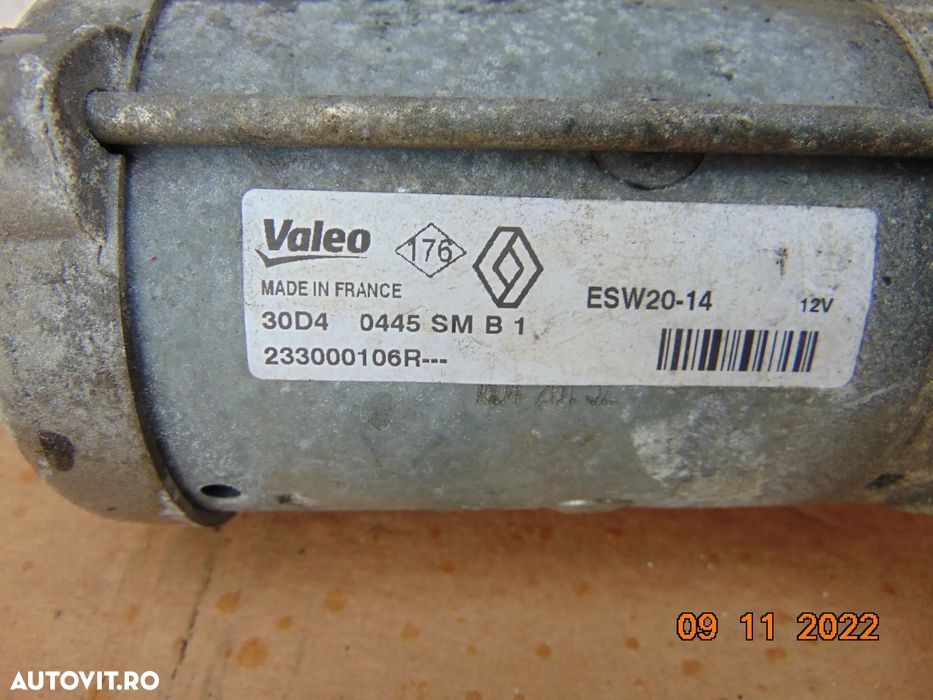 Valeo 176
MADE IN FRANCE
ESW20-14 12V
30D4 0445 SM B 1
233000106R---
09 11 2022
AUTOVIT.RO